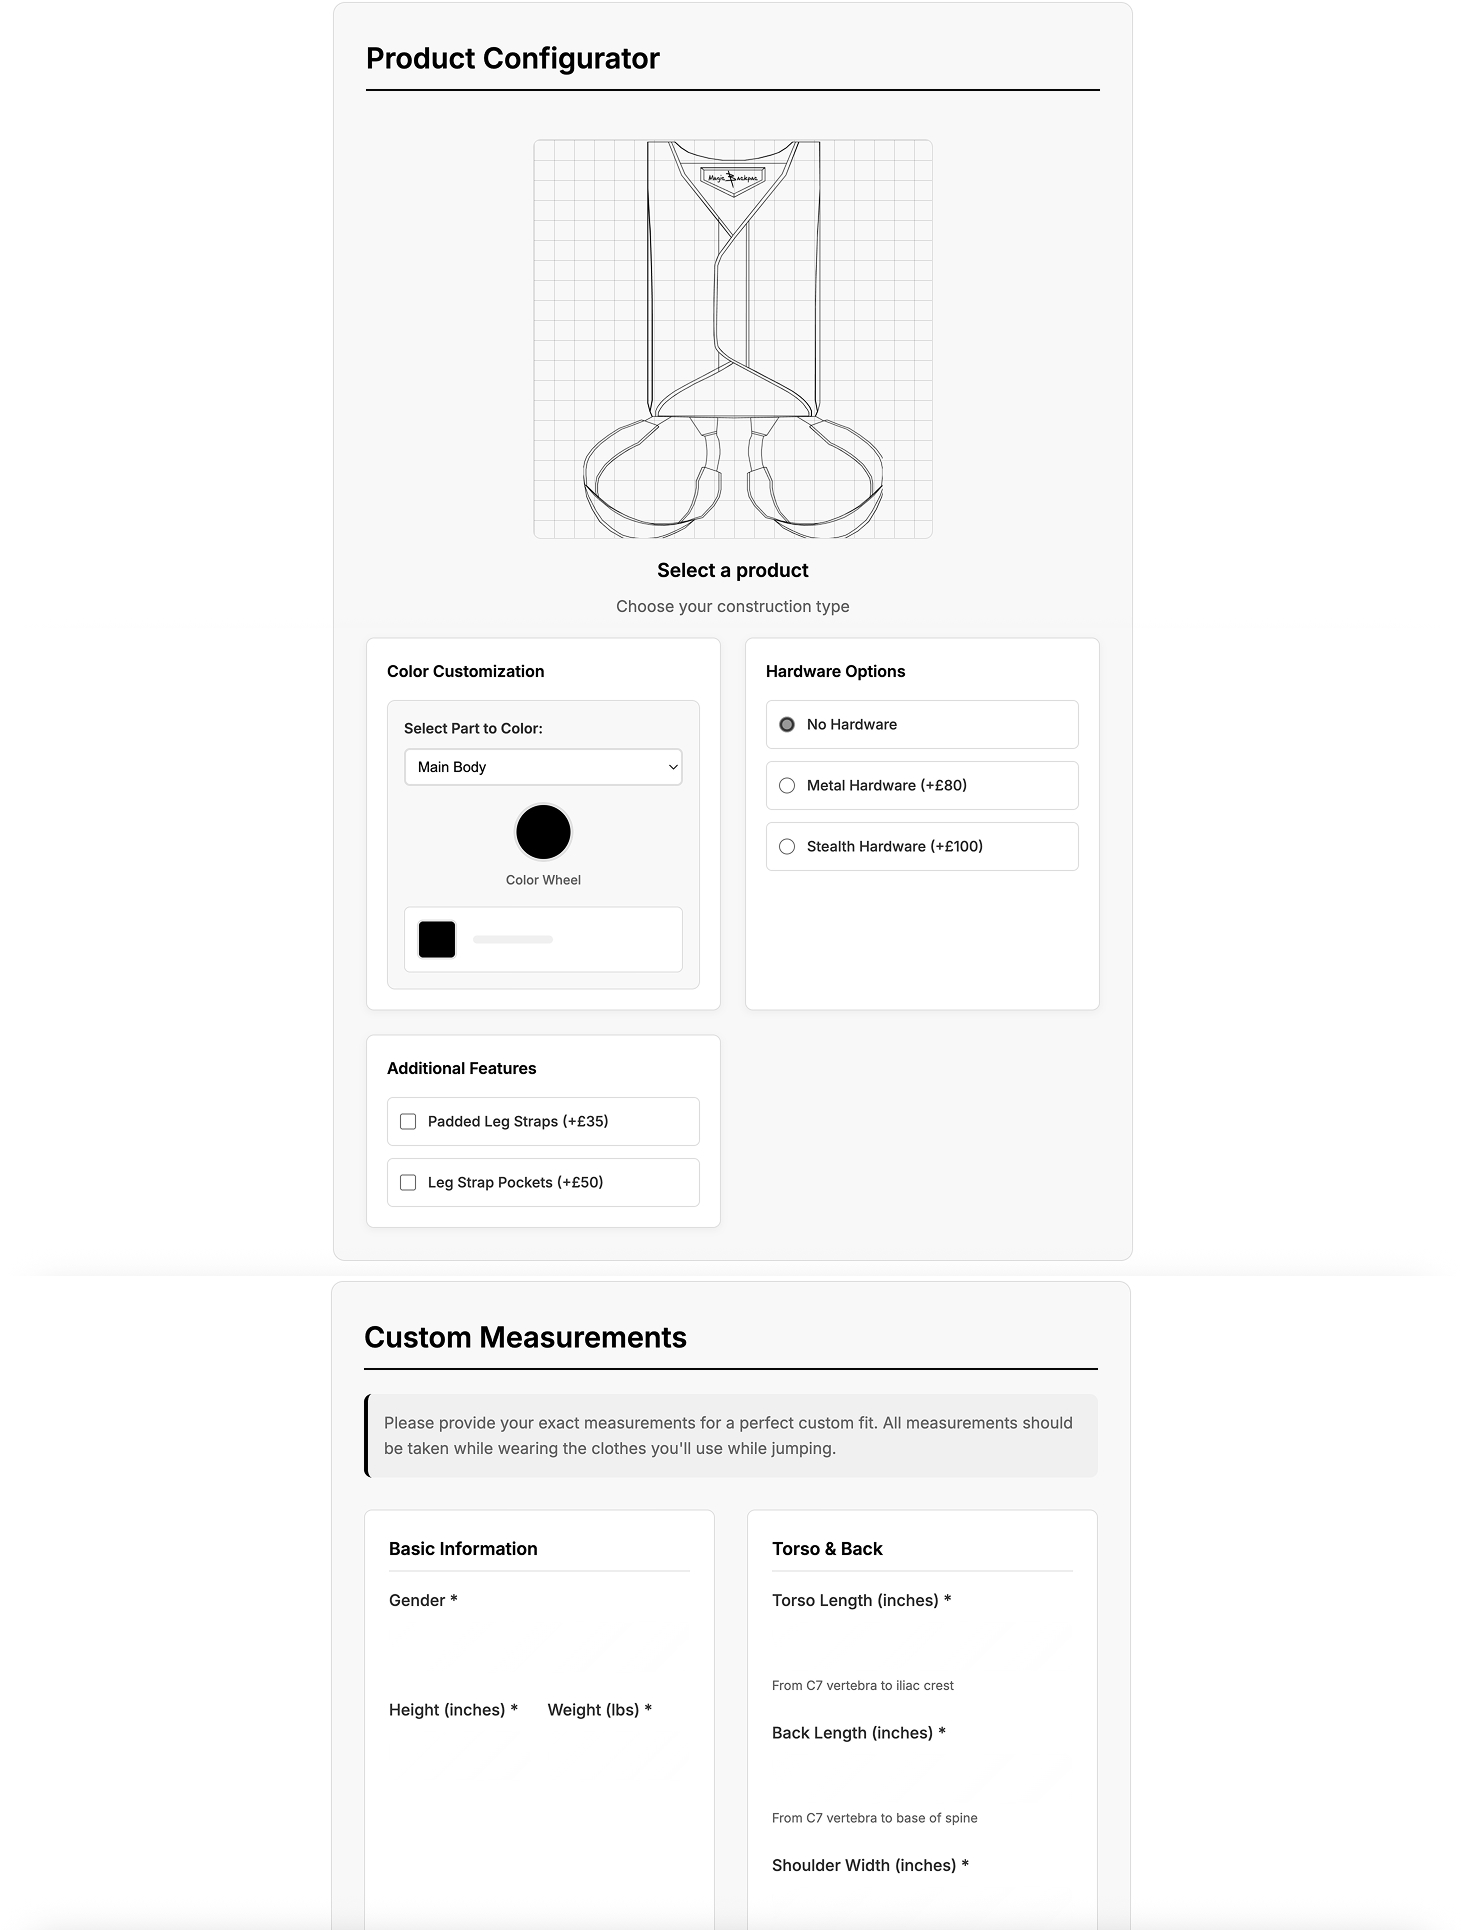 Product Configurator
Magic Backpac
Select a product
Choose your construction type
Color Customization
Select Part to Color:
Main Body
Color Wheel
Hardware Options
No Hardware
Metal Hardware (+£80)
Stealth Hardware (+£100)
Additional Features
Padded Leg Straps (+£35)
Leg Strap Pockets (+£50)
Custom Measurements
Please provide your exact measurements for a perfect custom fit. All measurements should
be taken while wearing the clothes you'll use while jumping.
Basic Information
Gender *
Height (inches) * Weight (lbs) *
Torso & Back
Torso Length (inches) *
From C7 vertebra to iliac crest
Back Length (inches) *
From C7 vertebra to base of spine
Shoulder Width (inches) *